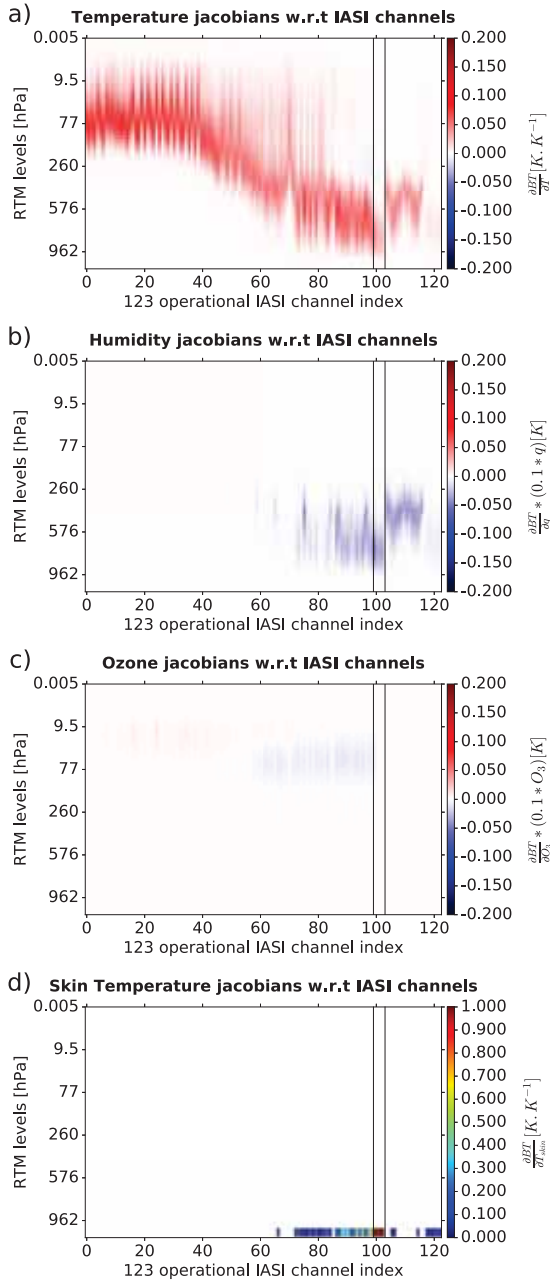 a)
Temperature jacobians w.r.t IASI channels
RTM levels [hPa]
0.005
9.5
77
260
576
962
0 20 40 60 80 100 120
123 operational IASI channel index
0.200
0.150
0.100
0.050
0.000
-0.050
-0.100
-0.150
-0.200
∂BT/∂T [K.K⁻¹]
b)
Humidity jacobians w.r.t IASI channels
RTM levels [hPa]
0.005
9.5
77
260
576
962
0 20 40 60 80 100 120
123 operational IASI channel index
0.200
0.150
0.100
0.050
0.000
-0.050
-0.100
-0.150
-0.200
∂BT/∂q * (0.1 * q)[K]
c)
Ozone jacobians w.r.t IASI channels
RTM levels [hPa]
0.005
9.5
77
260
576
962
0 20 40 60 80 100 120
123 operational IASI channel index
0.200
0.150
0.100
0.050
0.000
-0.050
-0.100
-0.150
-0.200
∂BT/∂O₃ * (0.1 * O₃)[K]
d)
Skin Temperature jacobians w.r.t IASI channels
RTM levels [hPa]
0.005
9.5
77
260
576
962
0 20 40 60 80 100 120
123 operational IASI channel index
1.000
0.900
0.800
0.700
0.600
0.500
0.400
0.300
0.200
0.100
0.000
∂BT/∂T_skin [K.K⁻¹]